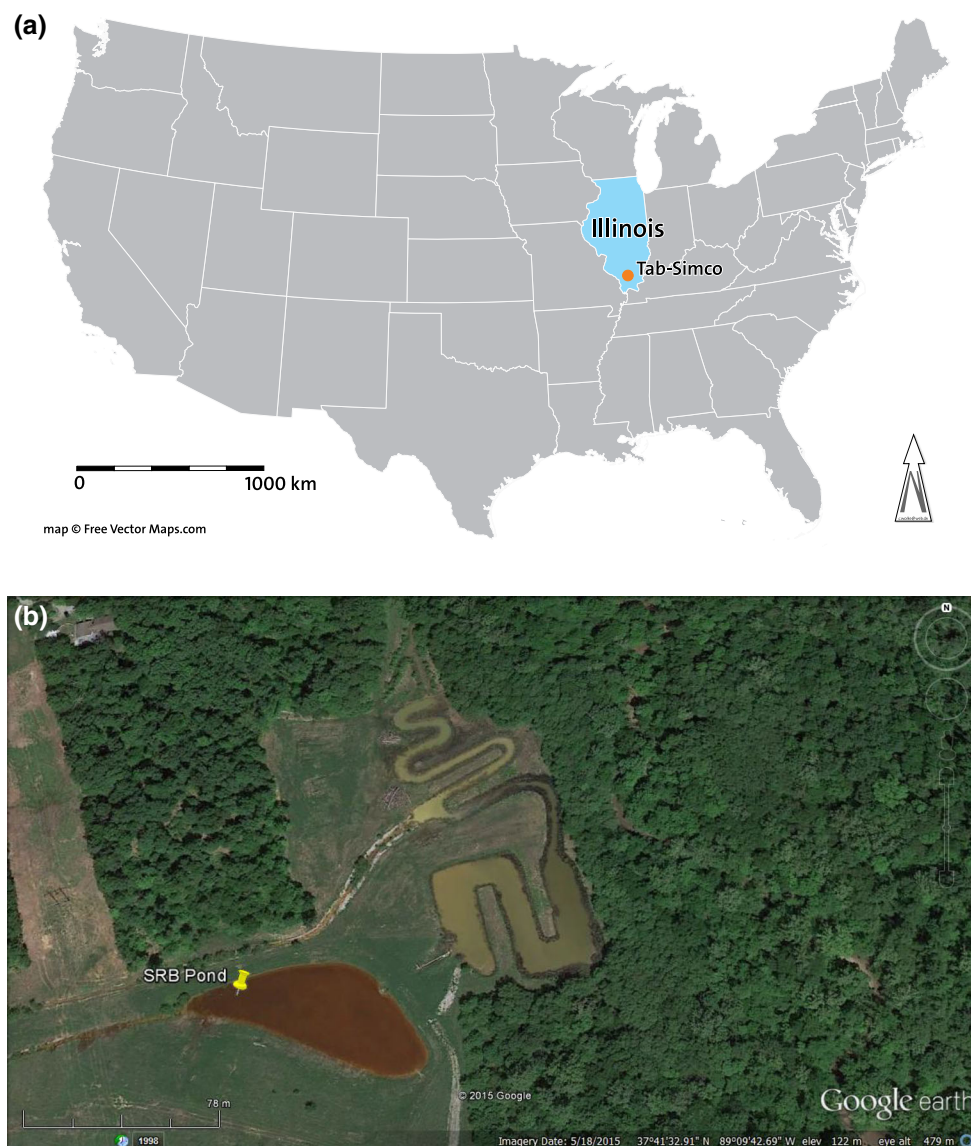 (a)
Illinois
Tab-Simco
0 1000 km
map © Free Vector Maps.com
N
(b)
N
SRB Pond
78 m
© 2015 Google
Google earth
1998
Imagery Date: 5/18/2015 37°41'32.91" N 89°09'42.69" W elev 122 m eye alt 479 m